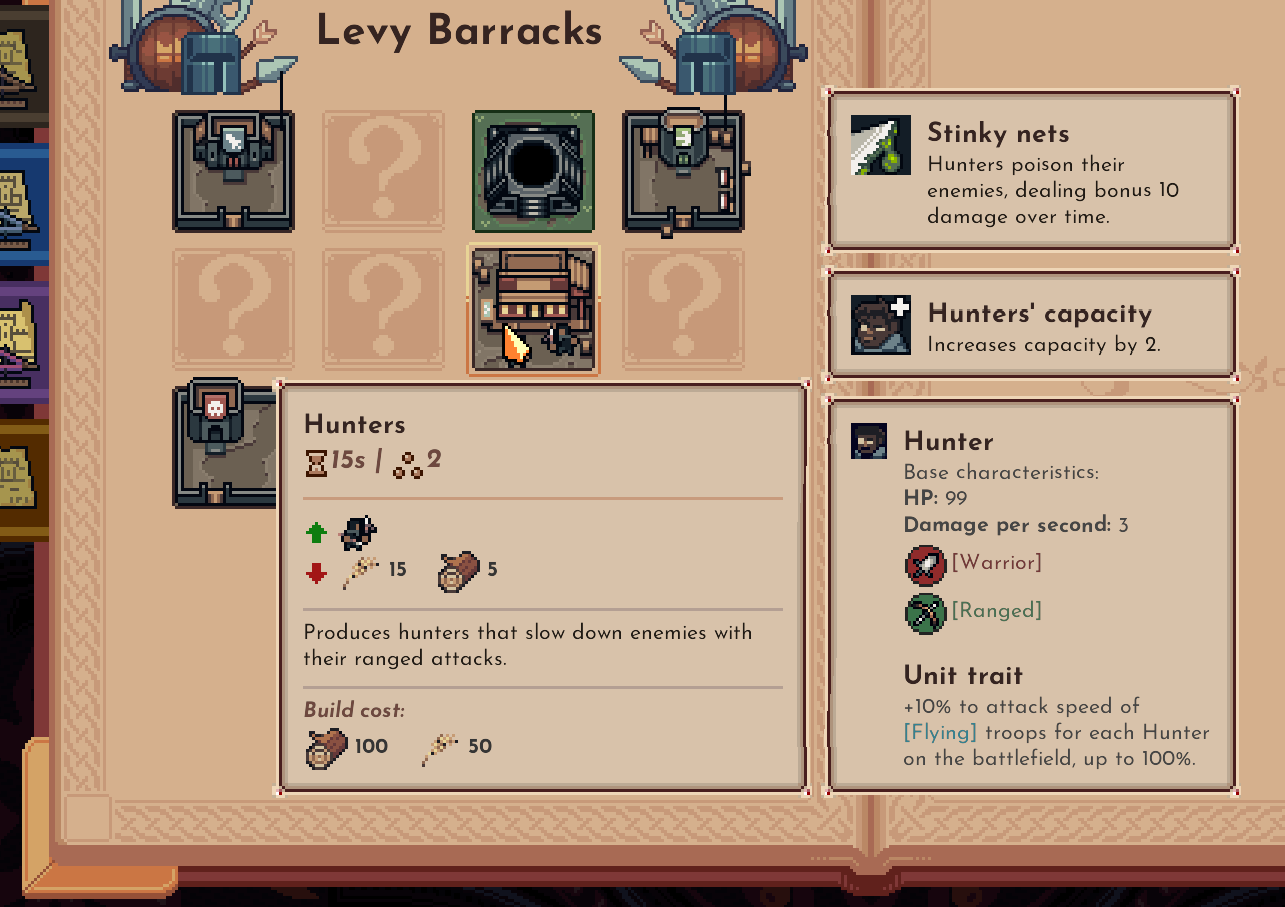 Levy Barracks
?
? ? ?
Hunters
15s | 2
15 5
Produces hunters that slow down enemies with
their ranged attacks.
Build cost:
100 50
Stinky nets
Hunters poison their
enemies, dealing bonus 10
damage over time.
Hunters' capacity
Increases capacity by 2.
Hunter
Base characteristics:
HP: 99
Damage per second: 3
[Warrior]
[Ranged]
Unit trait
+10% to attack speed of
[Flying] troops for each Hunter
on the battlefield, up to 100%.